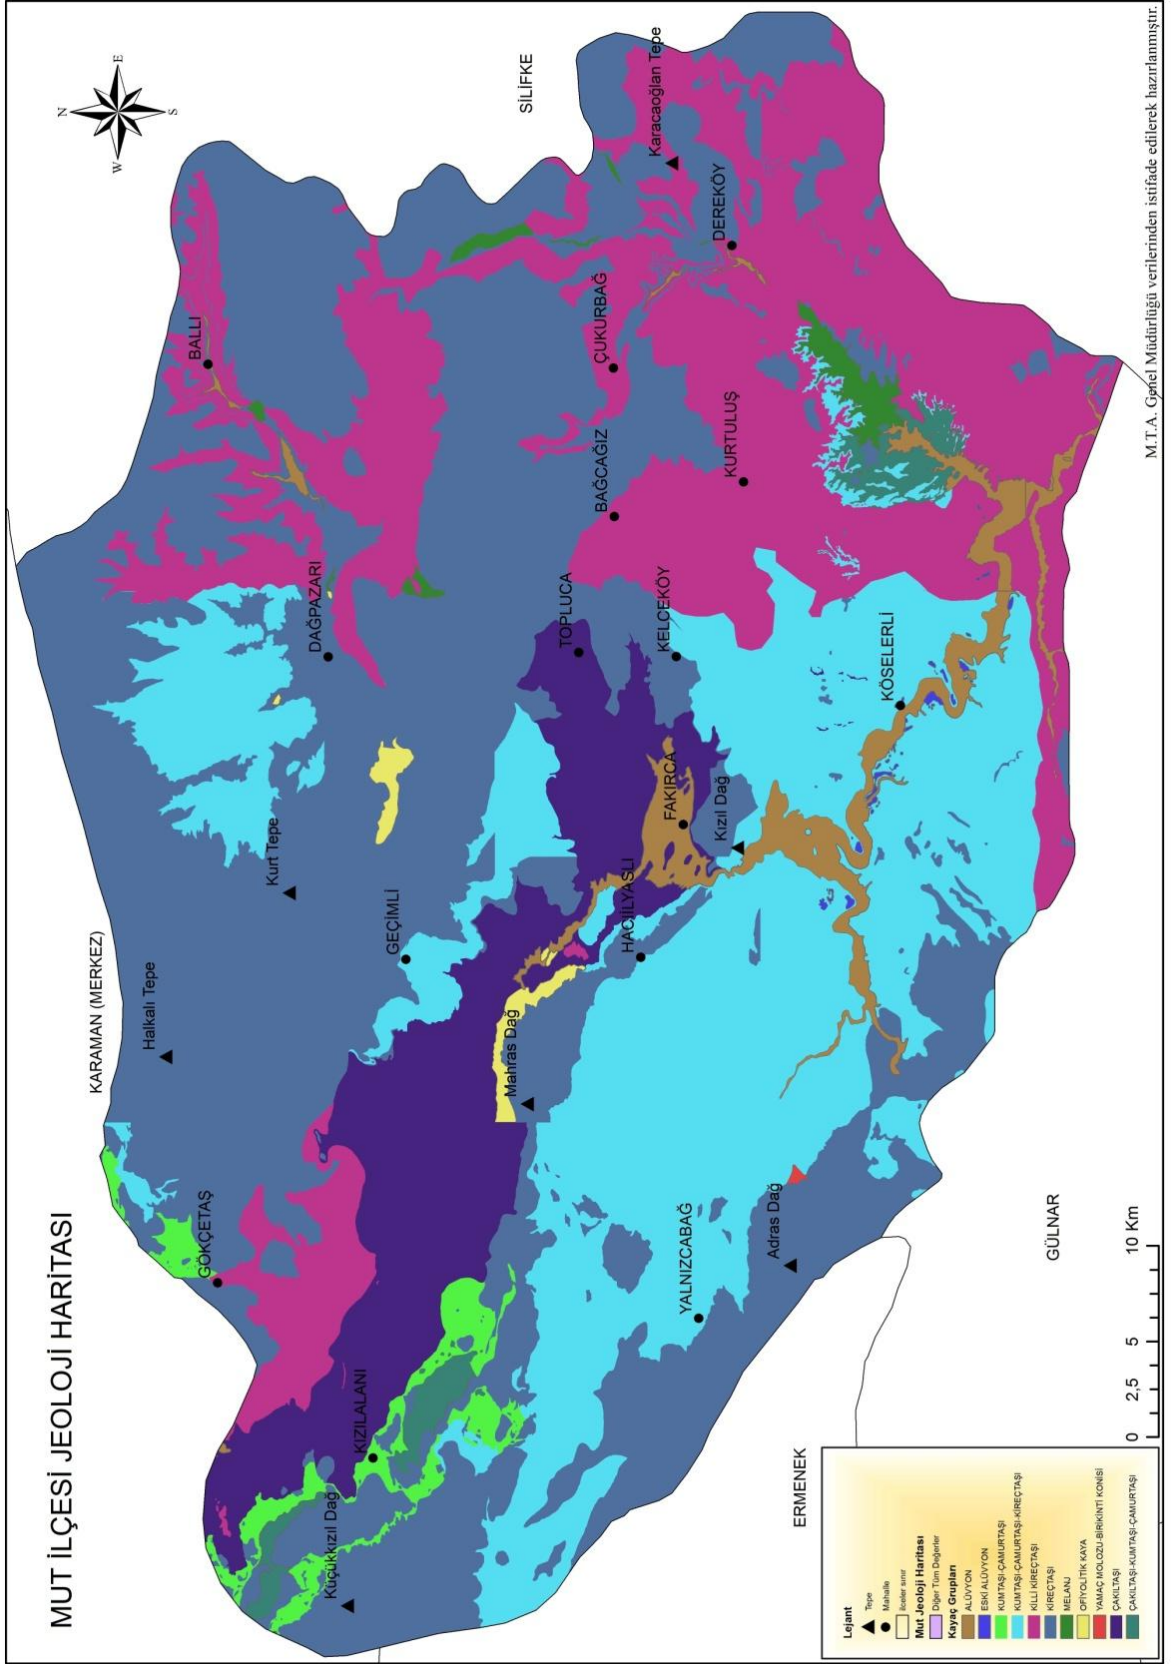 MUT İLÇESİ JEOLOJİ HARİTASI
N
W
E
S
KARAMAN (MERKEZ)
SİLİFKE
ERMENEK
GÜLNAR
Halkalı Tepe
Kurt Tepe
GÖKÇETAŞ
GEÇİMLİ
DAĞPAZARI
BALLI
KIZILALANI
Küçükkızıl Dağ
Mahras Dağ
HACIİLYASLI
FAKIRCA
Kızıl Dağ
TOPLUCA
KELCEKÖY
BAĞCAĞIZ
ÇUKURBAĞ
KURTULUŞ
DEREKÖY
Karacaoğlan Tepe
KÖSELERLİ
YALNIZCABAĞ
Adras Dağ
Lejant
Tepe
Mahalle
ilceler sınır
Mut Jeoloji Haritası
Diğer Tüm Değerler
Kayaç Grupları
ALÜVYON
ESKİ ALÜVYON
KUMTAŞI-ÇAMURTAŞI
KUMTAŞI-ÇAMURTAŞI-KİREÇTAŞI
KİLLİ KİREÇTAŞI
KİREÇTAŞI
MELANJ
OFİYOLİTİK KAYA
YAMAÇ MOLOZU-BİRİKİNTİ KONİSİ
ÇAKILTAŞI
ÇAKILTAŞI-KUMTAŞI-ÇAMURTAŞI
0 2,5 5 10 Km
M.T.A. Genel Müdürlüğü verilerinden istifade edilerek hazırlanmıştır.